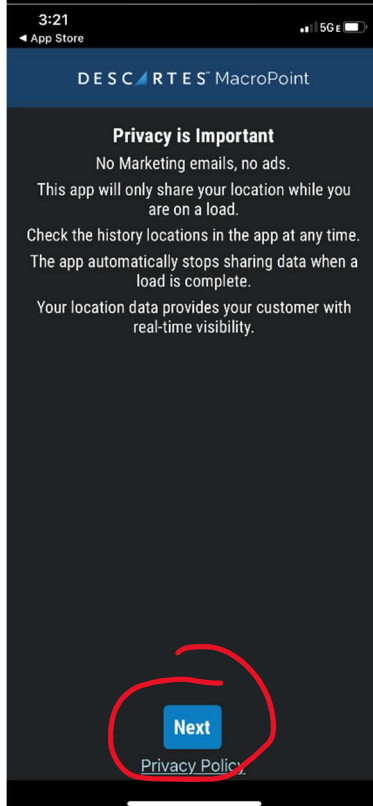 3:21
5G E
◄ App Store
DESCARTES™ MacroPoint
Privacy is Important
No Marketing emails, no ads.
This app will only share your location while you
are on a load.
Check the history locations in the app at any time.
The app automatically stops sharing data when a
load is complete.
Your location data provides your customer with
real-time visibility.
Next
Privacy Policy